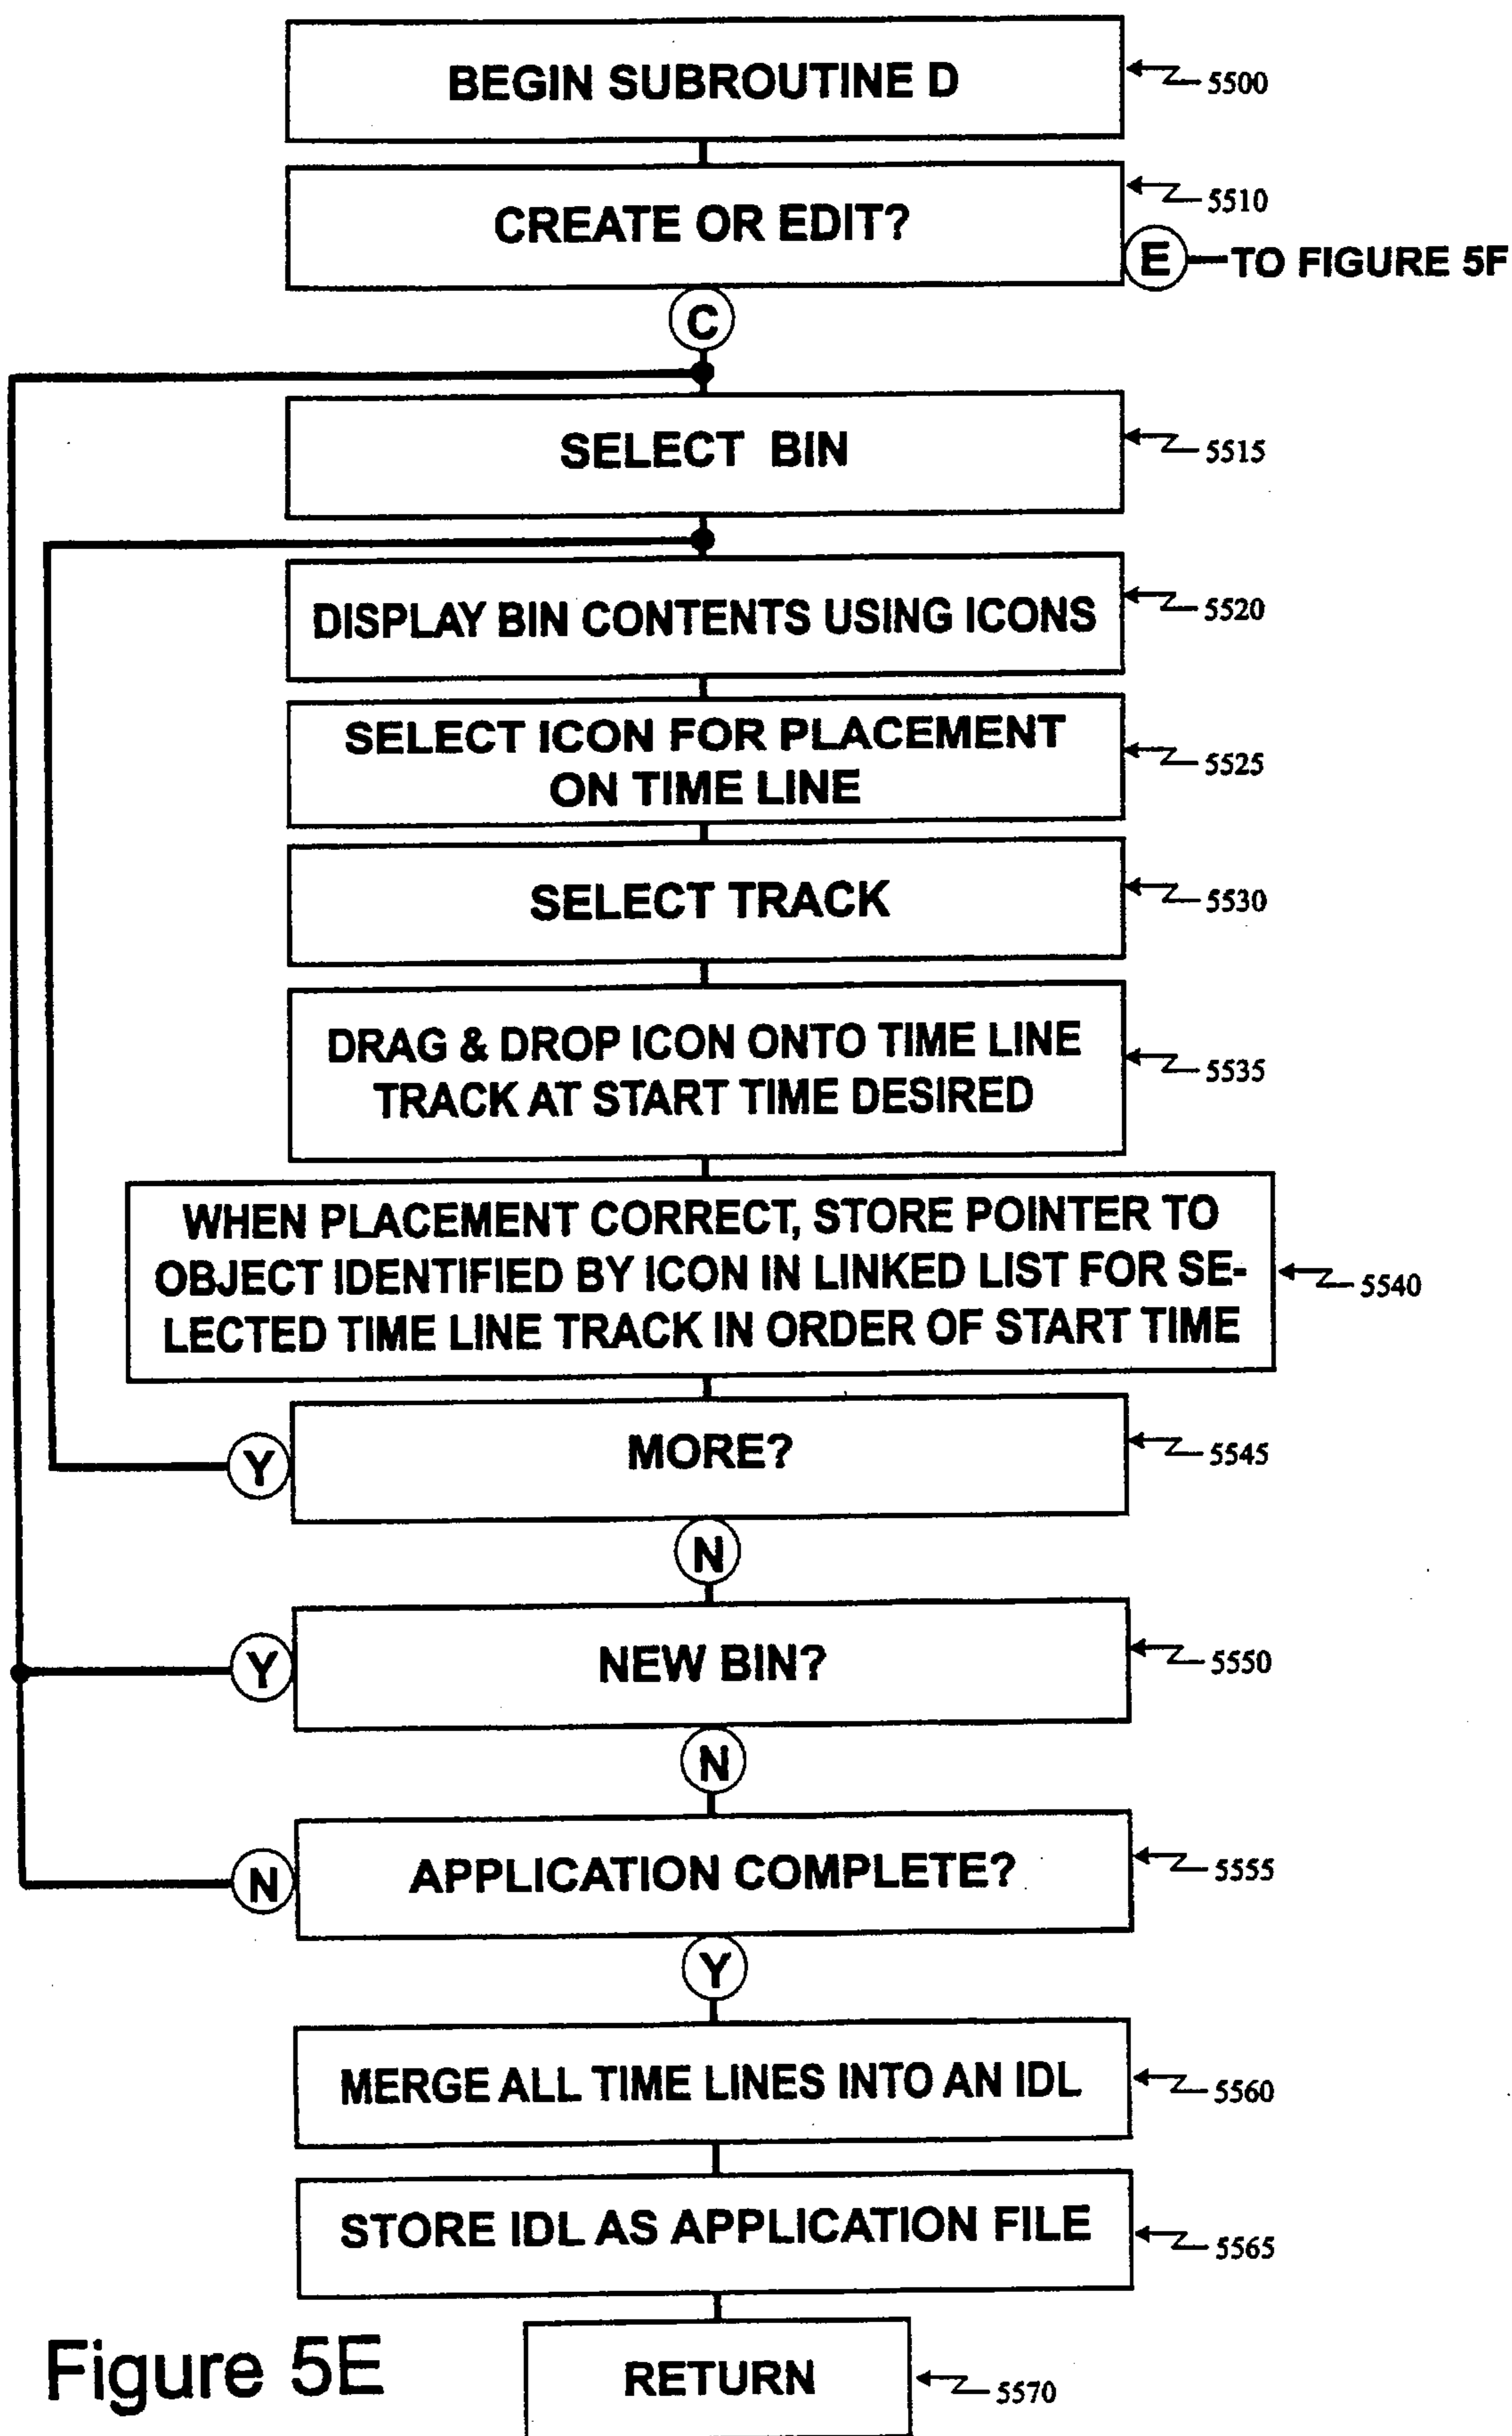 BEGIN SUBROUTINE D
5500
CREATE OR EDIT?
5510
E
TO FIGURE 5F
C
SELECT BIN
5515
DISPLAY BIN CONTENTS USING ICONS
5520
SELECT ICON FOR PLACEMENT
ON TIME LINE
5525
SELECT TRACK
5530
DRAG & DROP ICON ONTO TIME LINE
TRACK AT START TIME DESIRED
5535
WHEN PLACEMENT CORRECT, STORE POINTER TO
OBJECT IDENTIFIED BY ICON IN LINKED LIST FOR SE-
LECTED TIME LINE TRACK IN ORDER OF START TIME
5540
Y
MORE?
5545
N
Y
NEW BIN?
5550
N
N
APPLICATION COMPLETE?
5555
Y
MERGE ALL TIME LINES INTO AN IDL
5560
STORE IDL AS APPLICATION FILE
5565
Figure 5E
RETURN
5570